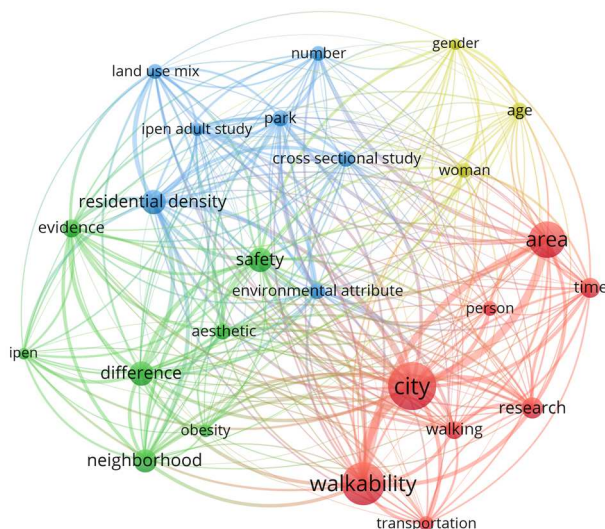 number
gender
land use mix
age
park
ipen adult study
cross sectional study
woman
residential density
evidence
area
safety
environmental attribute
time
person
aesthetic
ipen
difference
city
research
obesity
walking
neighborhood
walkability
transportation